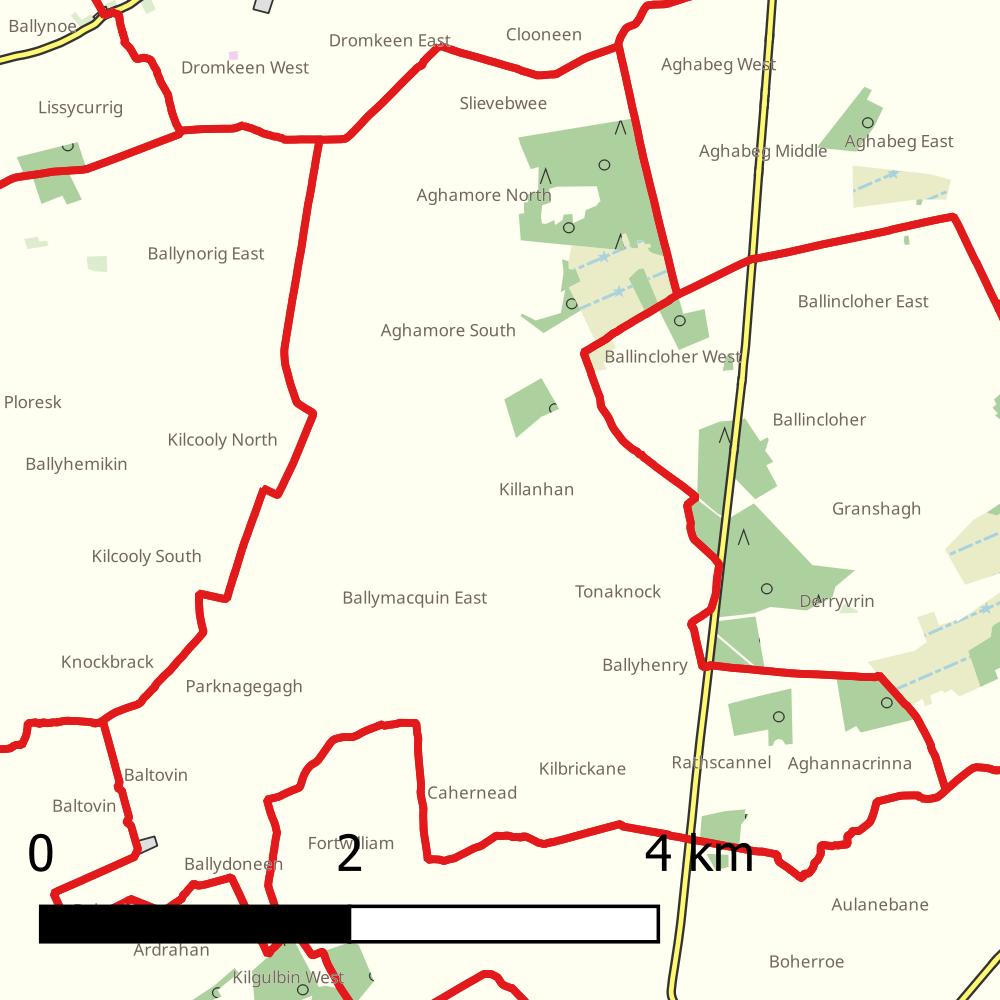 Ballynoe
Dromkeen East
Clooneen
Dromkeen West
Aghabeg West
Lissycurrig
Slievebwee
Aghabeg Middle
Aghabeg East
Aghamore North
Ballynorig East
Ballincloher East
Aghamore South
Ballincloher West
Ploresk
Ballincloher
Kilcooly North
Ballyhemikin
Killanhan
Granshagh
Kilcooly South
Tonaknock
Ballymacquin East
Derryvrin
Knockbrack
Ballyhenry
Parknagegagh
Rathscannel
Aghannacrinna
Kilbrickane
Baltovin
Cahernead
Baltovin
Fortwilliam
0 2 4 km
Ballydoneen
Aulanebane
Ardrahan
Boherroe
Kilgulbin West